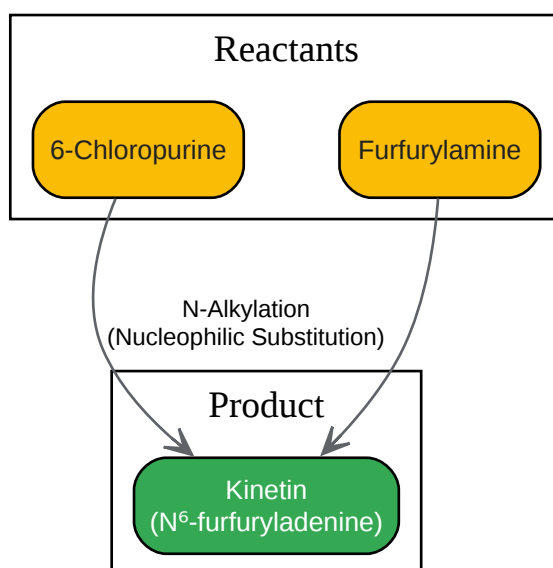 Reactants
6-Chloropurine
Furfurylamine
N-Alkylation
(Nucleophilic Substitution)
Product
Kinetin
(N⁶-furfuryladenine)